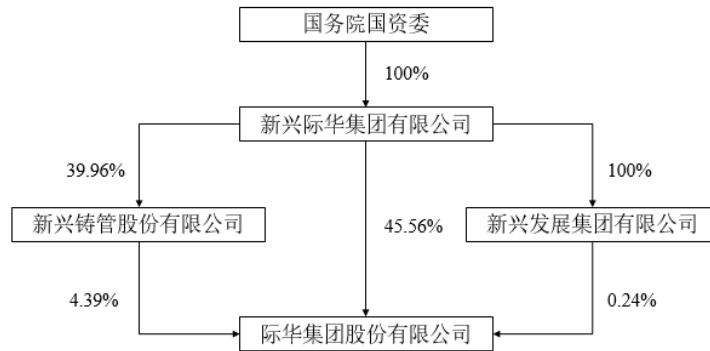 国务院国资委
100%
新兴际华集团有限公司
39.96%
100%
新兴铸管股份有限公司
45.56%
新兴发展集团有限公司
4.39%
0.24%
际华集团股份有限公司